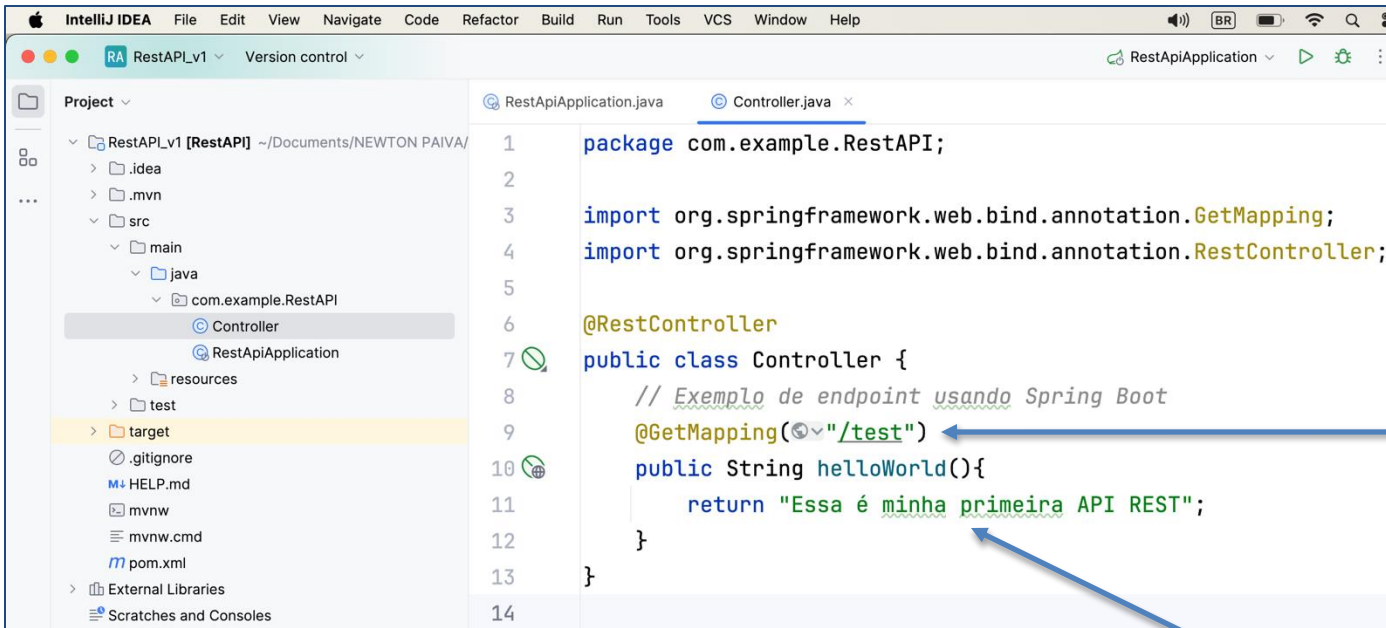 IntelliJ IDEA File Edit View Navigate Code Refactor Build Run Tools VCS Window Help BR
RA RestAPI_v1 Version control RestApiApplication
Project
RestAPI_v1 [RestAPI] ~/Documents/NEWTON PAIVA/
.idea
.mvn
src
main
java
com.example.RestAPI
Controller
RestApiApplication
resources
test
target
.gitignore
M↓ HELP.md
mvnw
mvnw.cmd
m pom.xml
External Libraries
Scratches and Consoles
RestApiApplication.java Controller.java
1 package com.example.RestAPI;
2
3 import org.springframework.web.bind.annotation.GetMapping;
4 import org.springframework.web.bind.annotation.RestController;
5
6 @RestController
7 public class Controller {
8 // Exemplo de endpoint usando Spring Boot
9 @GetMapping("/test")
10 public String helloWorld(){
11 return "Essa é minha primeira API REST";
12 }
13 }
14